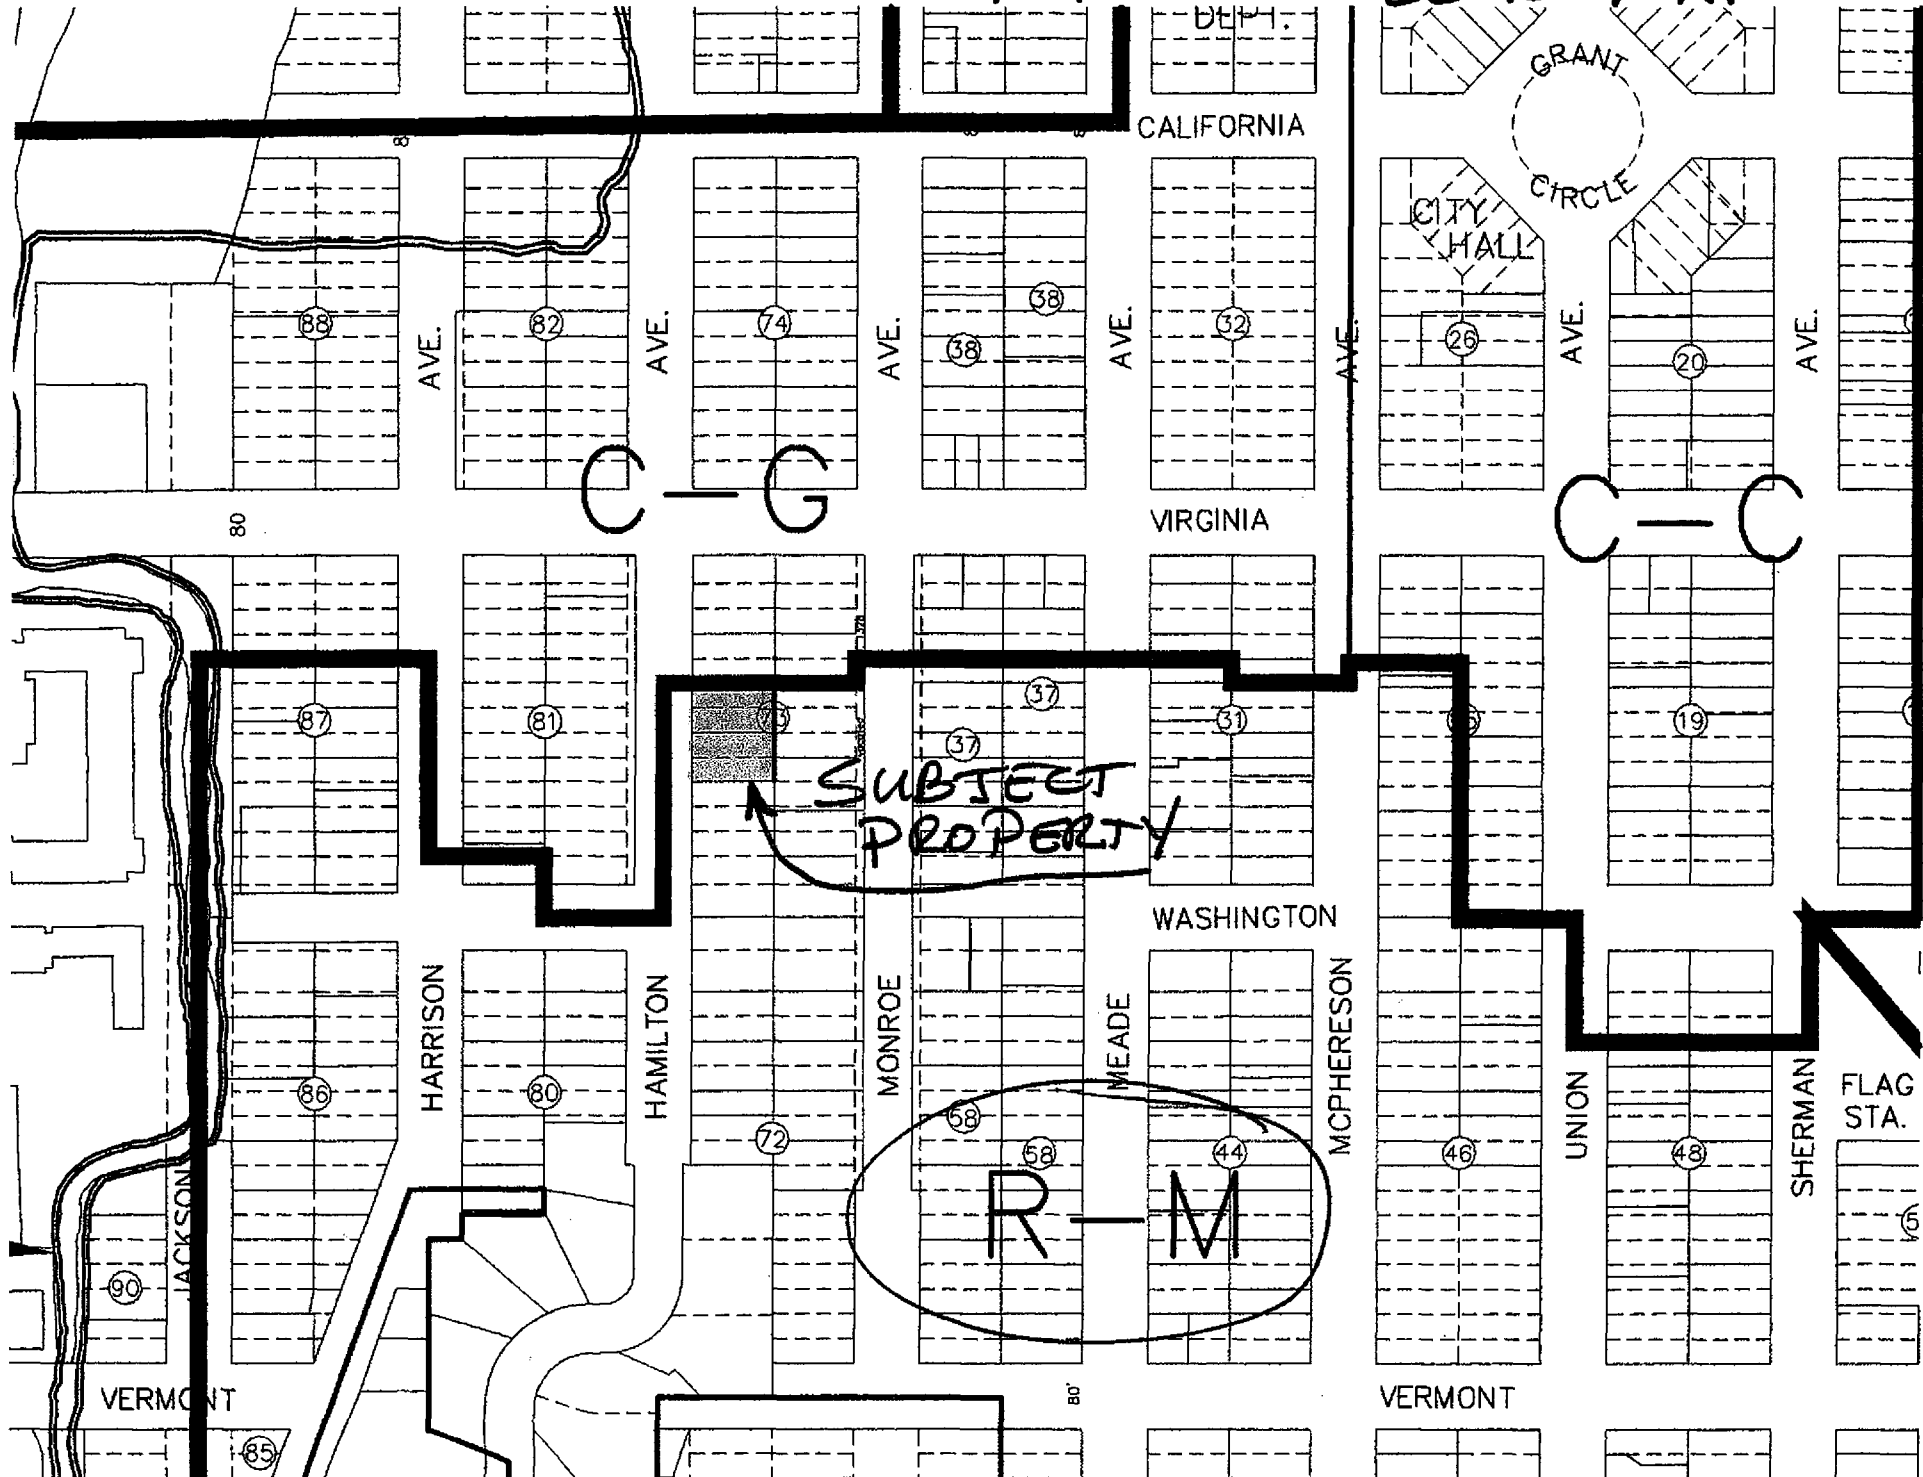 DEPT.
GRANT
CIRCLE
CALIFORNIA
CITY
HALL
38
88
82
74
38
32
26
20
AVE.
AVE.
AVE.
AVE.
AVE.
AVE.
AVE.
C-G
C-C
80
VIRGINIA
87
81
73
37
37
31
19
SUBJECT
PROPERTY
WASHINGTON
HARRISON
HAMILTON
MONROE
MEADE
MCPHERESON
UNION
SHERMAN
FLAG
STA.
86
80
72
58
58
44
46
48
R-M
JACKSON
90
VERMONT
80'
VERMONT
85